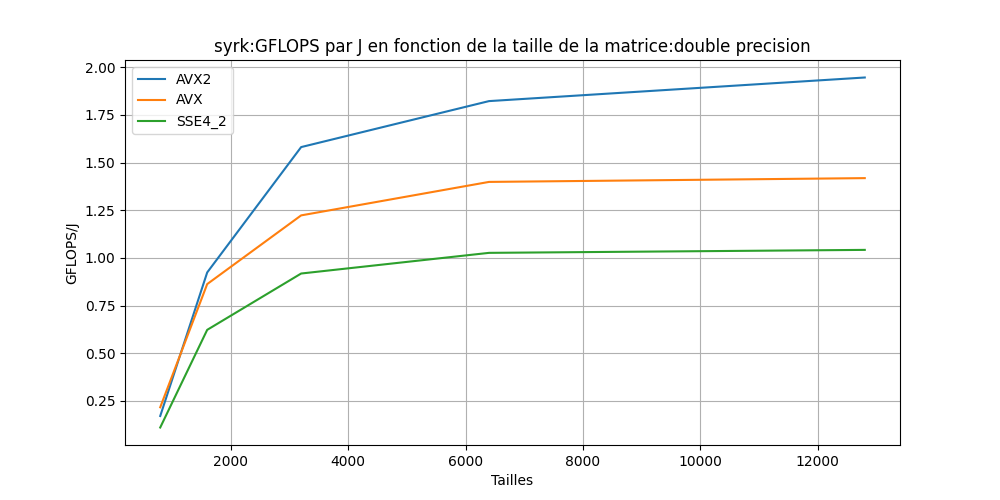 syrk:GFLOPS par J en fonction de la taille de la matrice:double precision
AVX2
AVX
SSE4_2
GFLOPS/J
2.00
1.75
1.50
1.25
1.00
0.75
0.50
0.25
2000 4000 6000 8000 10000 12000
Tailles